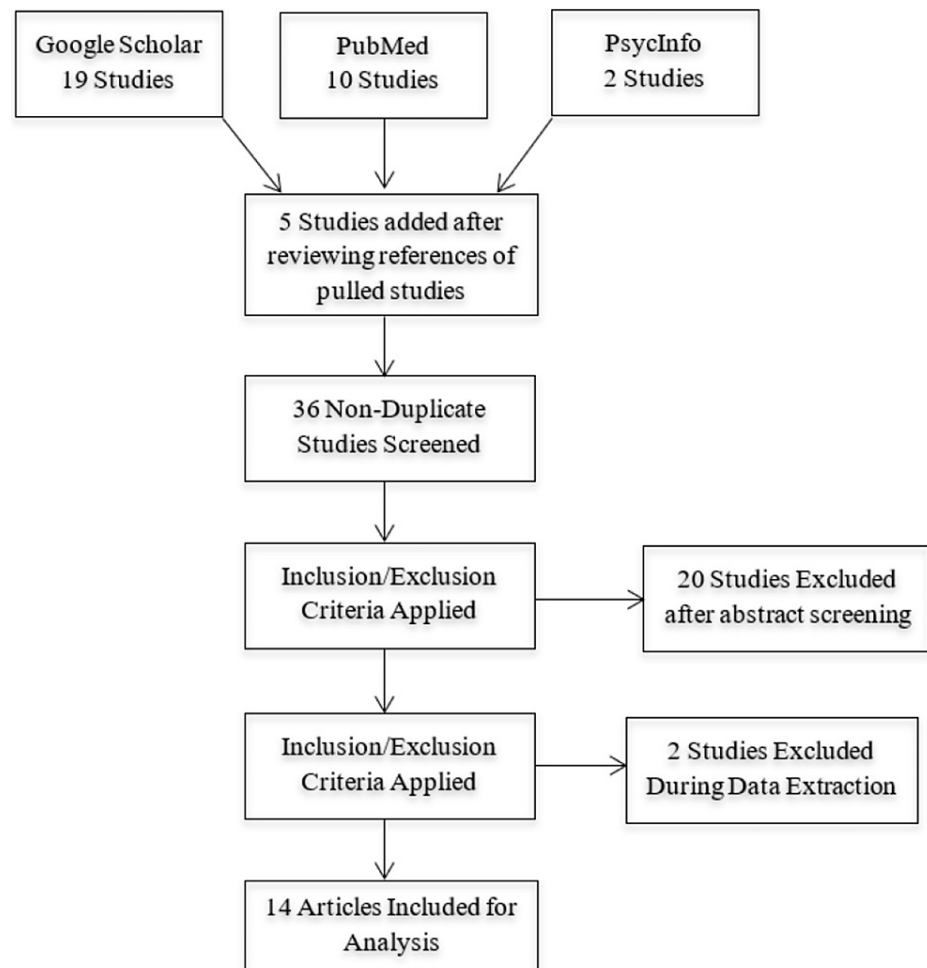 Google Scholar
19 Studies
PubMed
10 Studies
PsycInfo
2 Studies
5 Studies added after
reviewing references of
pulled studies
36 Non-Duplicate
Studies Screened
Inclusion/Exclusion
Criteria Applied
20 Studies Excluded
after abstract screening
Inclusion/Exclusion
Criteria Applied
2 Studies Excluded
During Data Extraction
14 Articles Included for
Analysis